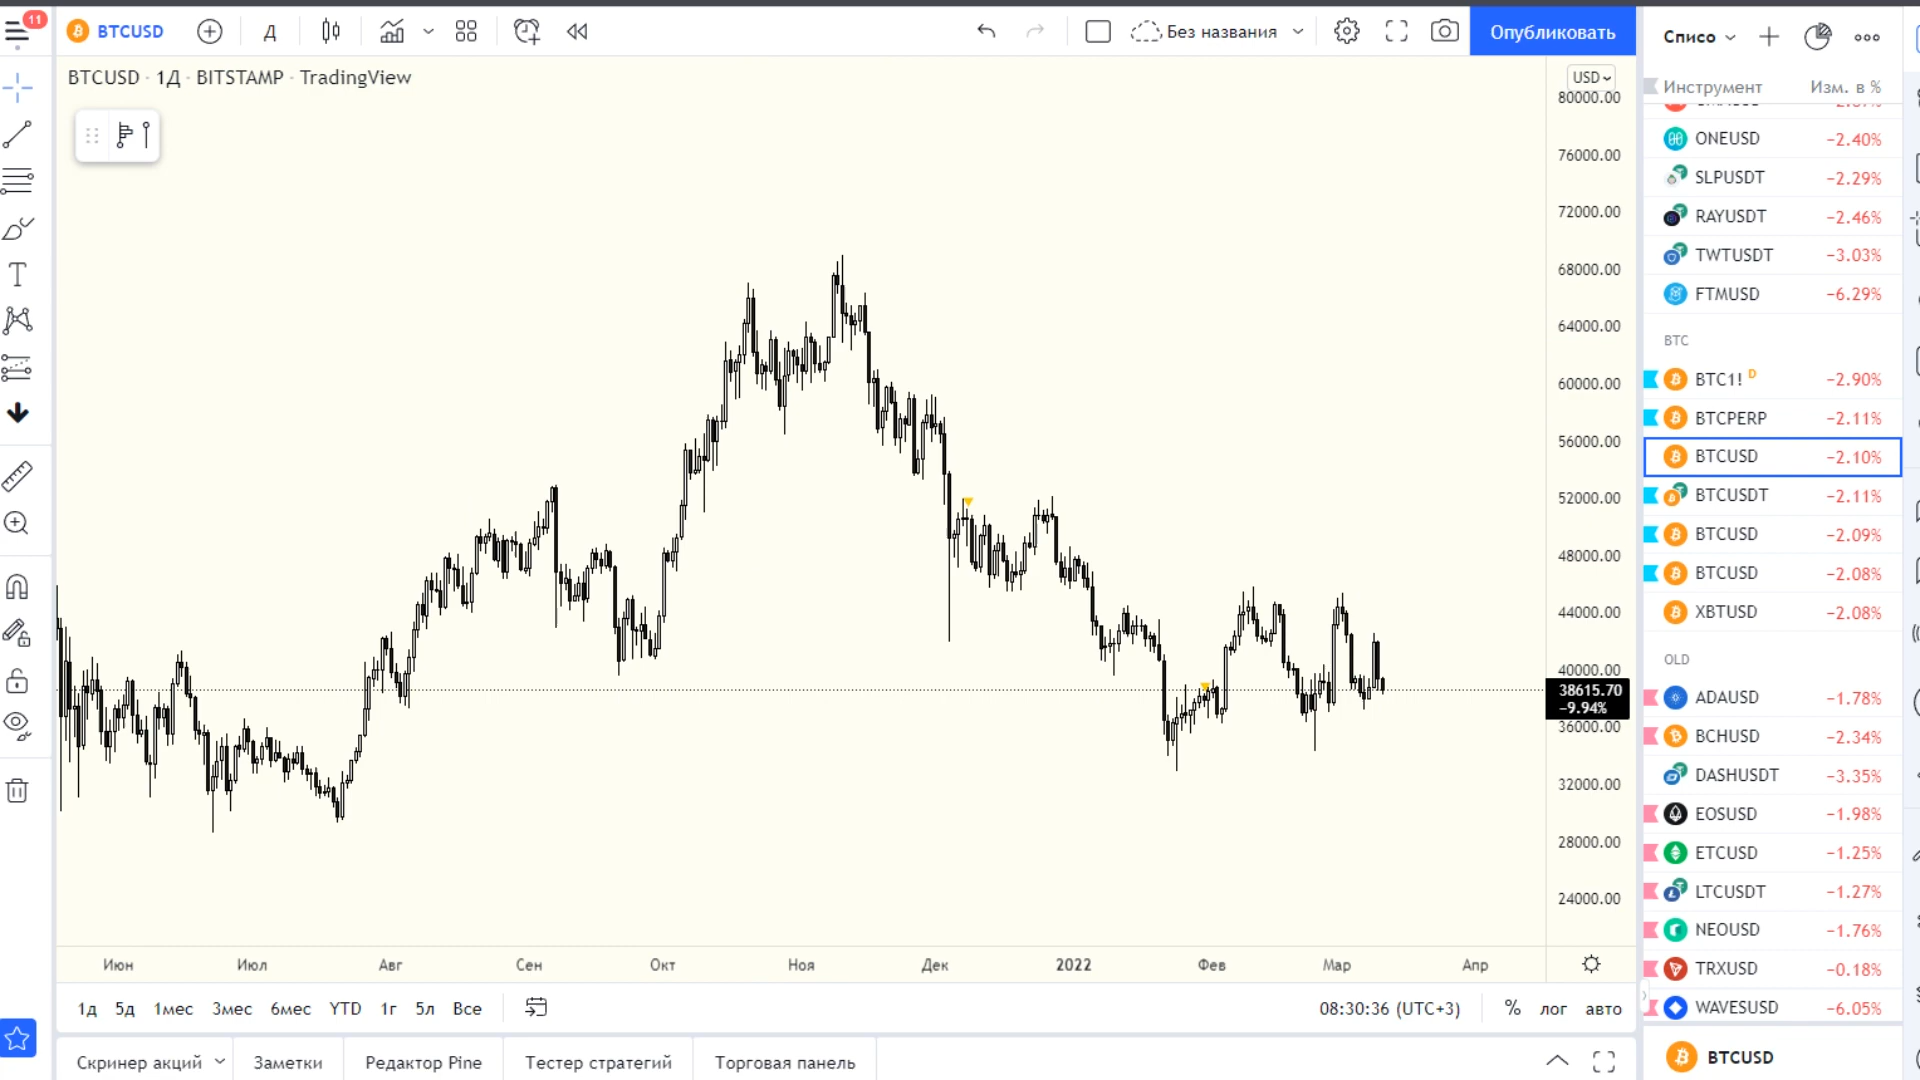 11
BTCUSD
Д
Без названия
Опубликовать
Списо
BTCUSD · 1Д · BITSTAMP · TradingView
USD
Инструмент Изм. в %
80000.00
76000.00
72000.00
68000.00
64000.00
60000.00
56000.00
52000.00
48000.00
44000.00
40000.00
38615.70
−9.94%
36000.00
32000.00
28000.00
24000.00
ONEUSD −2.40%
SLPUSDT −2.29%
RAYUSDT −2.46%
TWTUSDT −3.03%
FTMUSD −6.29%
BTC
BTC1! D −2.90%
BTCPERP −2.11%
BTCUSD −2.10%
BTCUSDT −2.11%
BTCUSD −2.09%
BTCUSD −2.08%
XBTUSD −2.08%
OLD
ADAUSD −1.78%
BCHUSD −2.34%
DASHUSDT −3.35%
EOSUSD −1.98%
ETCUSD −1.25%
LTCUSDT −1.27%
NEOUSD −1.76%
TRXUSD −0.18%
WAVESUSD −6.05%
BTCUSD
Июн Июл Авг Сен Окт Ноя Дек 2022 Фев Мар Апр
1д 5д 1мес 3мес 6мес YTD 1г 5л Все
08:30:36 (UTC+3) % лог авто
Скринер акций Заметки Редактор Pine Тестер стратегий Торговая панель